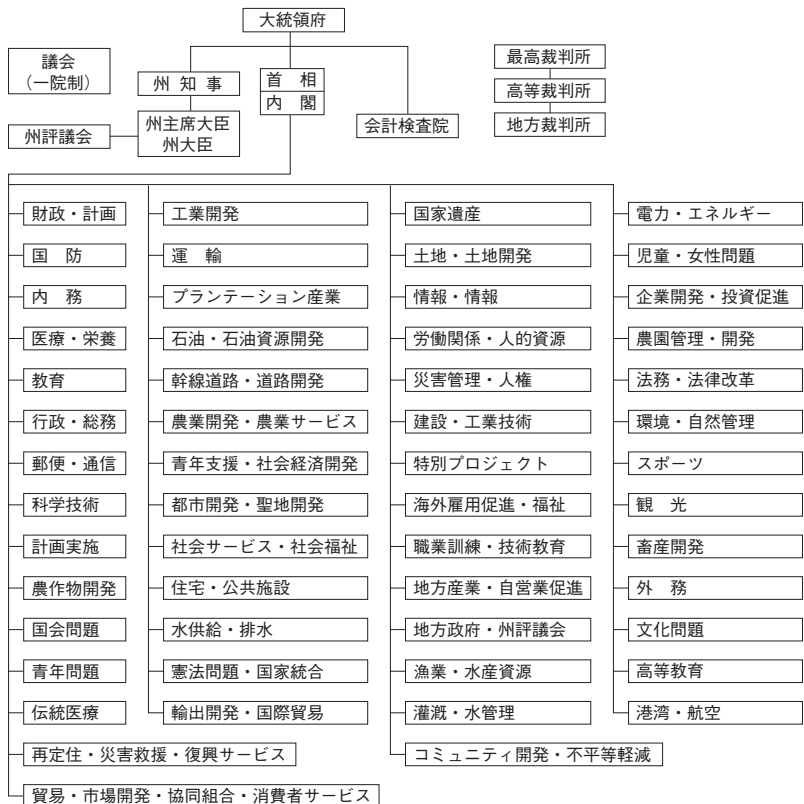 大統領府
議会
（一院制）
州 知 事
首 相
内 閣
会計検査院
最高裁判所
高等裁判所
地方裁判所
州評議会
州主席大臣
州大臣
財政・計画
国 防
内 務
医療・栄養
教育
行政・総務
郵便・通信
科学技術
計画実施
農作物開発
国会問題
青年問題
伝統医療
再定住・災害救援・復興サービス
貿易・市場開発・協同組合・消費者サービス
工業開発
運 輸
プランテーション産業
石油・石油資源開発
幹線道路・道路開発
農業開発・農業サービス
青年支援・社会経済開発
都市開発・聖地開発
社会サービス・社会福祉
住宅・公共施設
水供給・排水
憲法問題・国家統合
輸出開発・国際貿易
国家遺産
土地・土地開発
情報・情報
労働関係・人的資源
災害管理・人権
建設・工業技術
特別プロジェクト
海外雇用促進・福祉
職業訓練・技術教育
地方産業・自営業促進
地方政府・州評議会
漁業・水産資源
灌漑・水管理
コミュニティ開発・不平等軽減
電力・エネルギー
児童・女性問題
企業開発・投資促進
農園管理・開発
法務・法律改革
環境・自然管理
スポーツ
観 光
畜産開発
外 務
文化問題
高等教育
港湾・航空